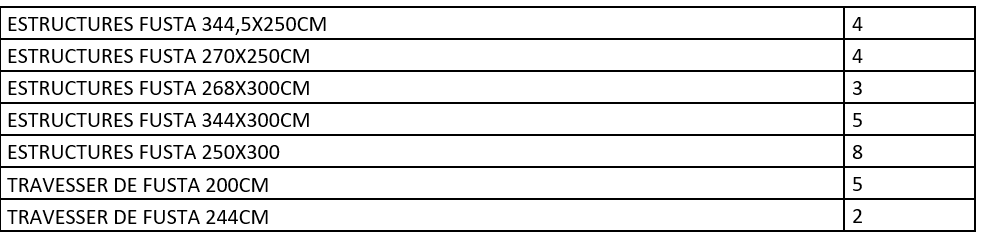 ESTRUCTURES FUSTA 344,5X250CM 4
ESTRUCTURES FUSTA 270X250CM 4
ESTRUCTURES FUSTA 268X300CM 3
ESTRUCTURES FUSTA 344X300CM 5
ESTRUCTURES FUSTA 250X300 8
TRAVESSER DE FUSTA 200CM 5
TRAVESSER DE FUSTA 244CM 2